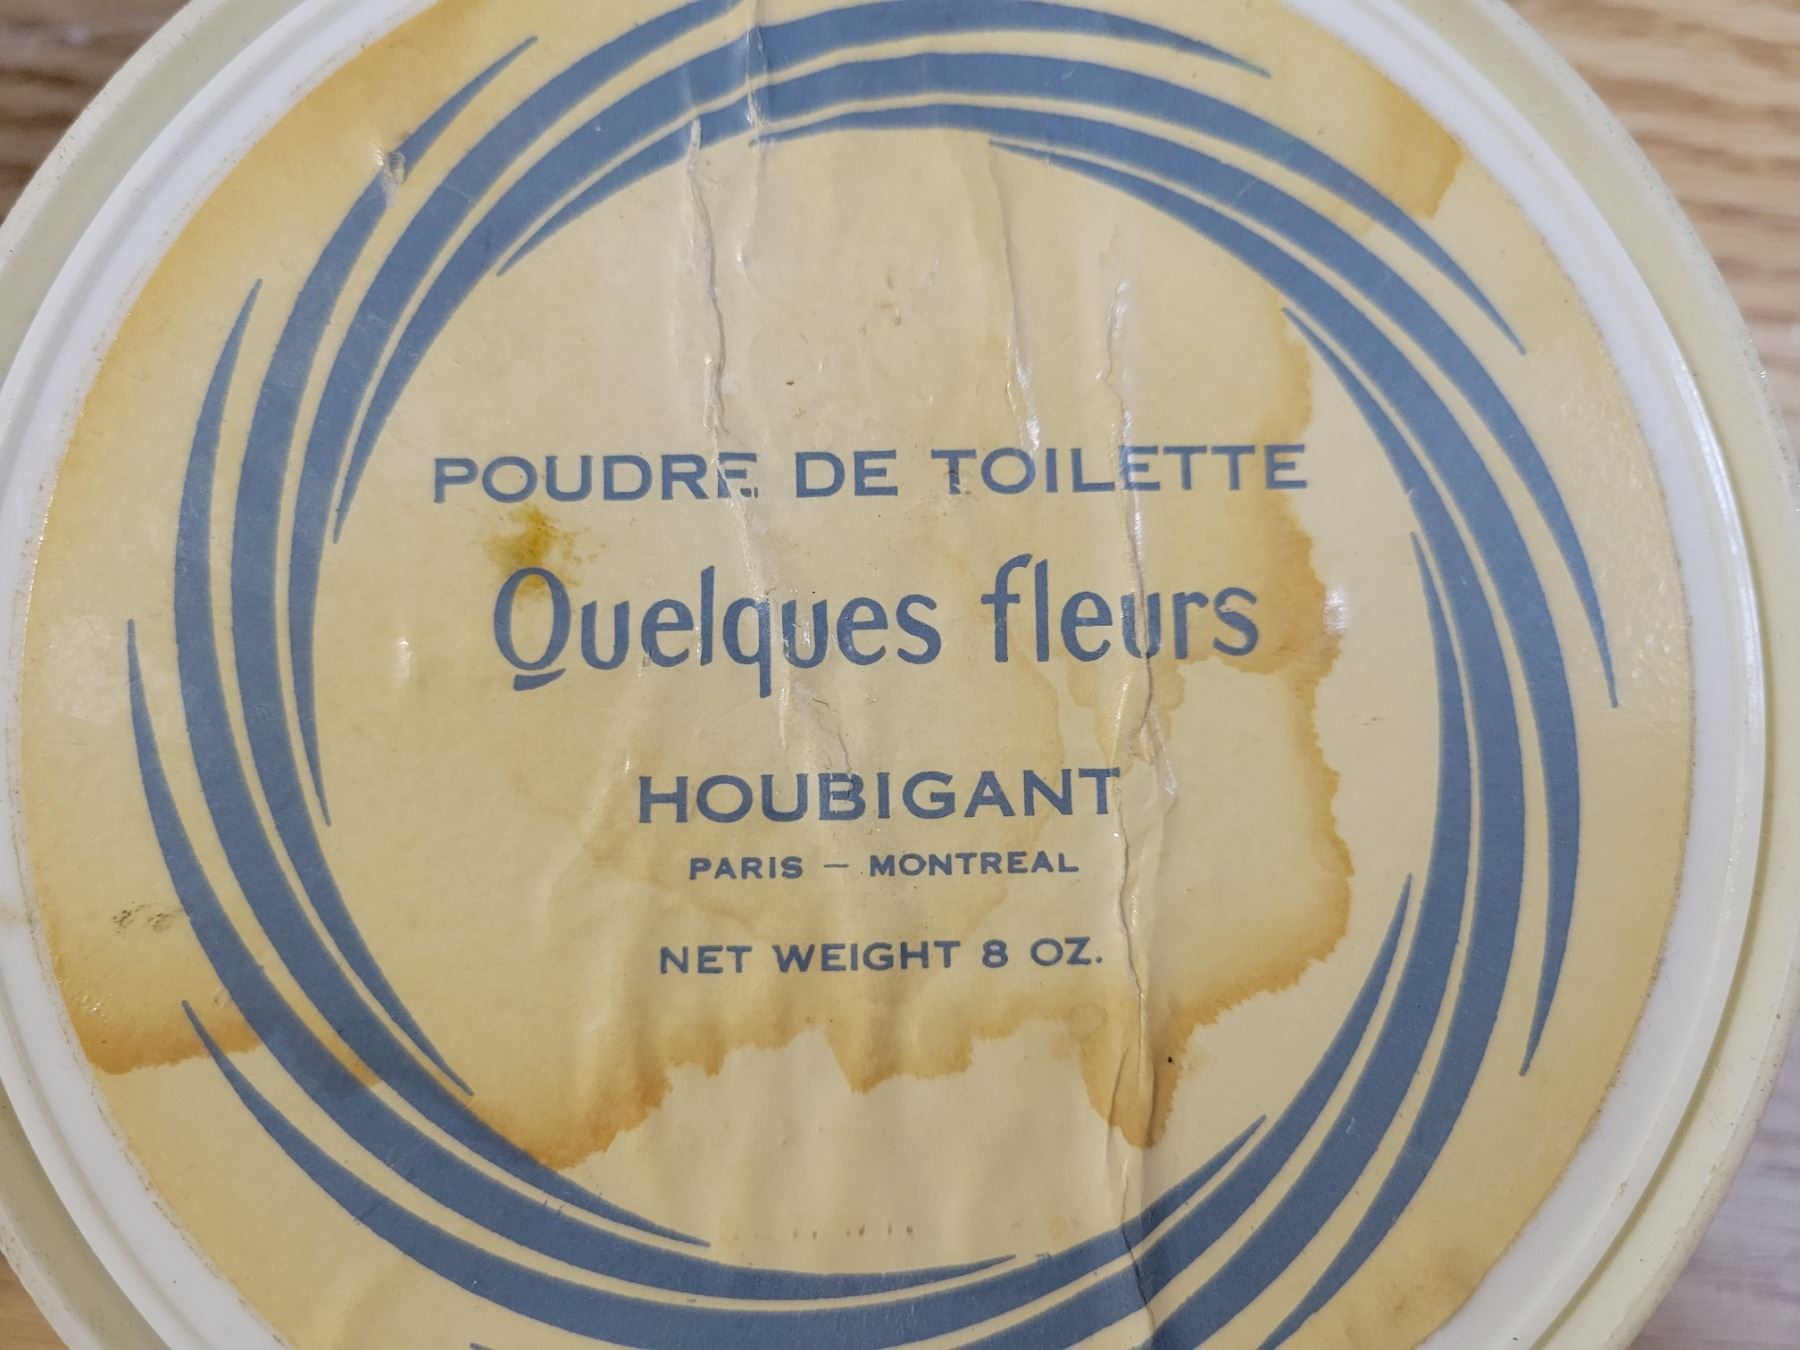 POUDRE DE TOILETTE
Quelques fleurs
HOUBIGANT
PARIS — MONTREAL
NET WEIGHT 8 OZ.